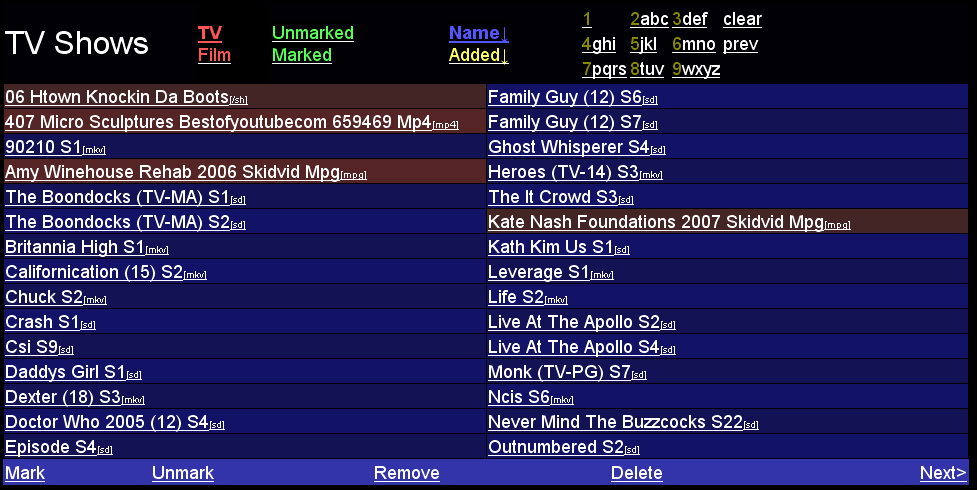 TV Shows
TV Unmarked Name↓
Film Marked Added↓
1 2abc 3def clear
4ghi 5jkl 6mno prev
7pqrs 8tuv 9wxyz
06 Htown Knockin Da Boots[/sh]
407 Micro Sculptures Bestofyoutubecom 659469 Mp4[mp4]
90210 S1[mkv]
Amy Winehouse Rehab 2006 Skidvid Mpg[mpg]
The Boondocks (TV-MA) S1[sd]
The Boondocks (TV-MA) S2[sd]
Britannia High S1[mkv]
Californication (15) S2[mkv]
Chuck S2[mkv]
Crash S1[sd]
Csi S9[sd]
Daddys Girl S1[sd]
Dexter (18) S3[mkv]
Doctor Who 2005 (12) S4[sd]
Episode S4[sd]
Family Guy (12) S6[sd]
Family Guy (12) S7[sd]
Ghost Whisperer S4[sd]
Heroes (TV-14) S3[mkv]
The It Crowd S3[sd]
Kate Nash Foundations 2007 Skidvid Mpg[mpg]
Kath Kim Us S1[sd]
Leverage S1[mkv]
Life S2[mkv]
Live At The Apollo S2[sd]
Live At The Apollo S4[sd]
Monk (TV-PG) S7[sd]
Ncis S6[mkv]
Never Mind The Buzzcocks S22[sd]
Outnumbered S2[sd]
Mark Unmark Remove Delete Next>